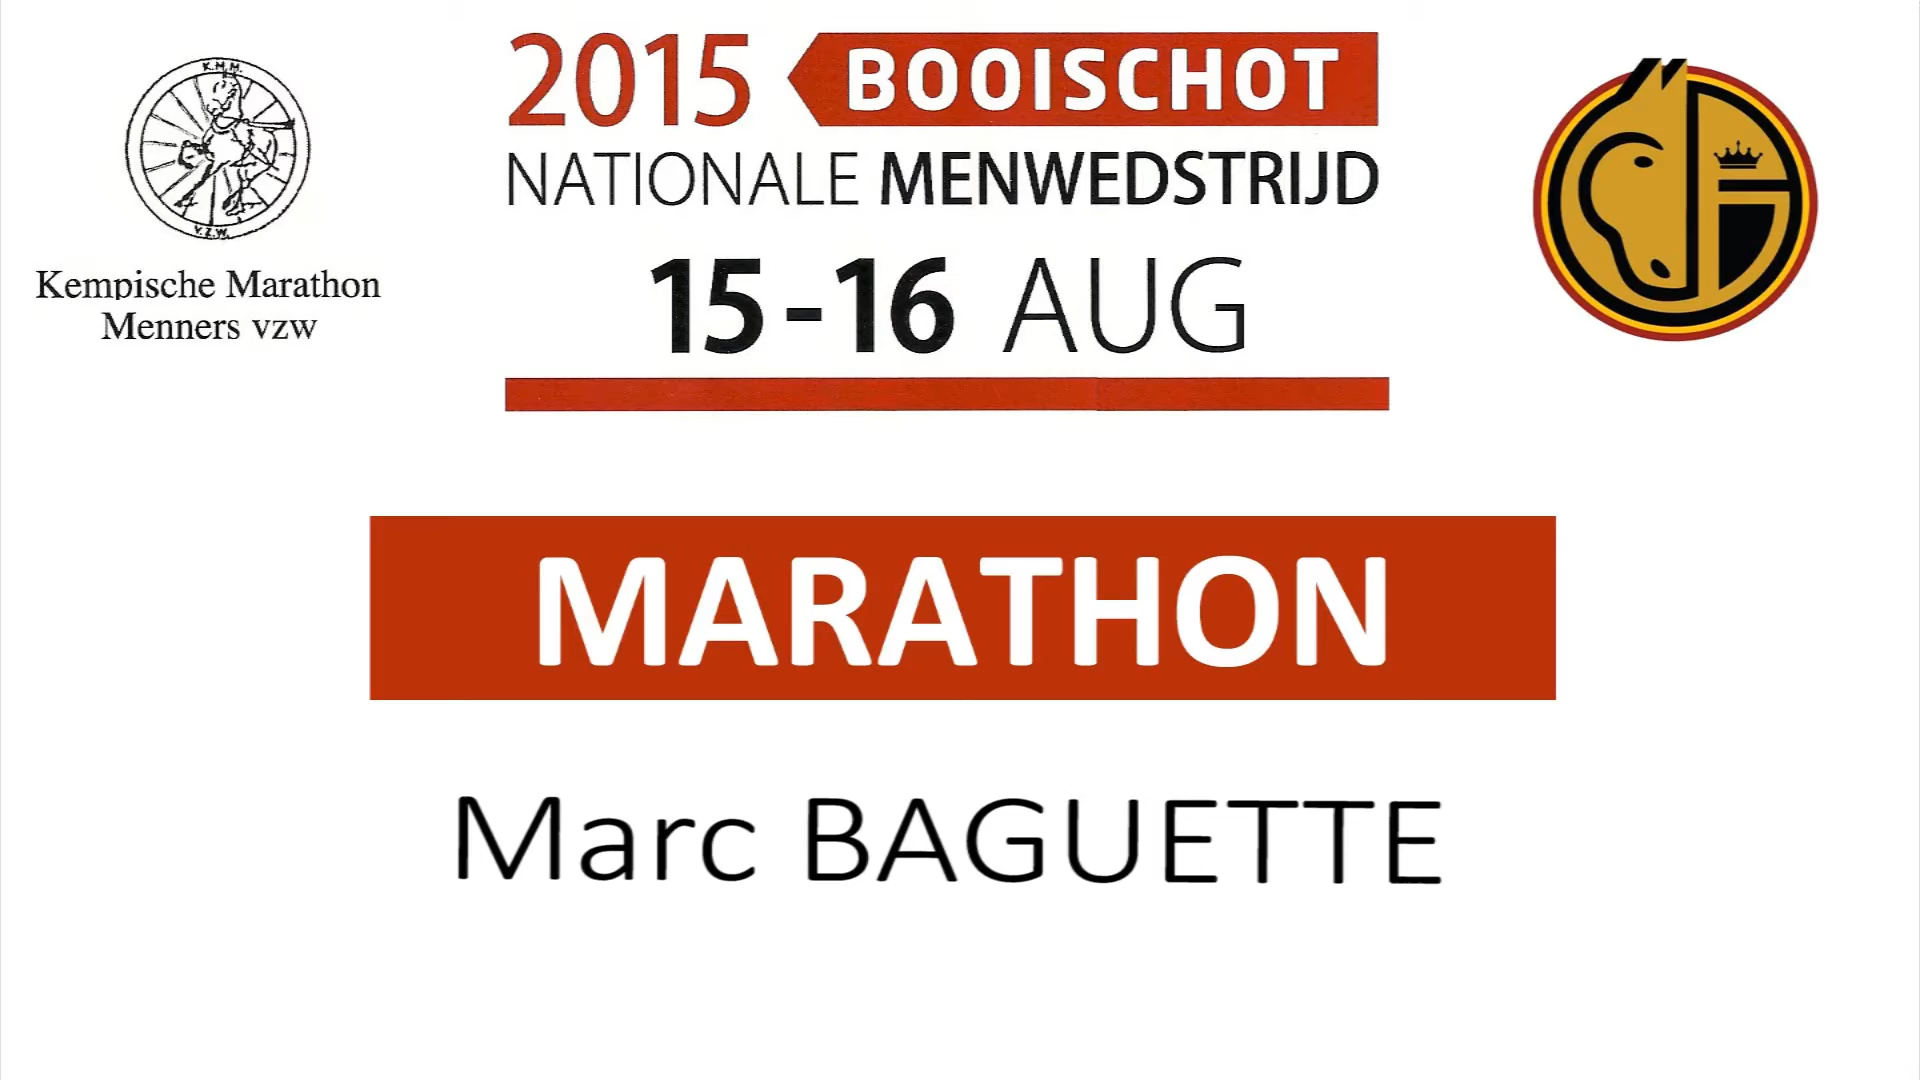 K.M.M.
V.Z.W.
Kempische Marathon
Menners vzw
2015 BOOISCHOT
NATIONALE MENWEDSTRIJD
15-16 AUG
MARATHON
Marc BAGUETTE